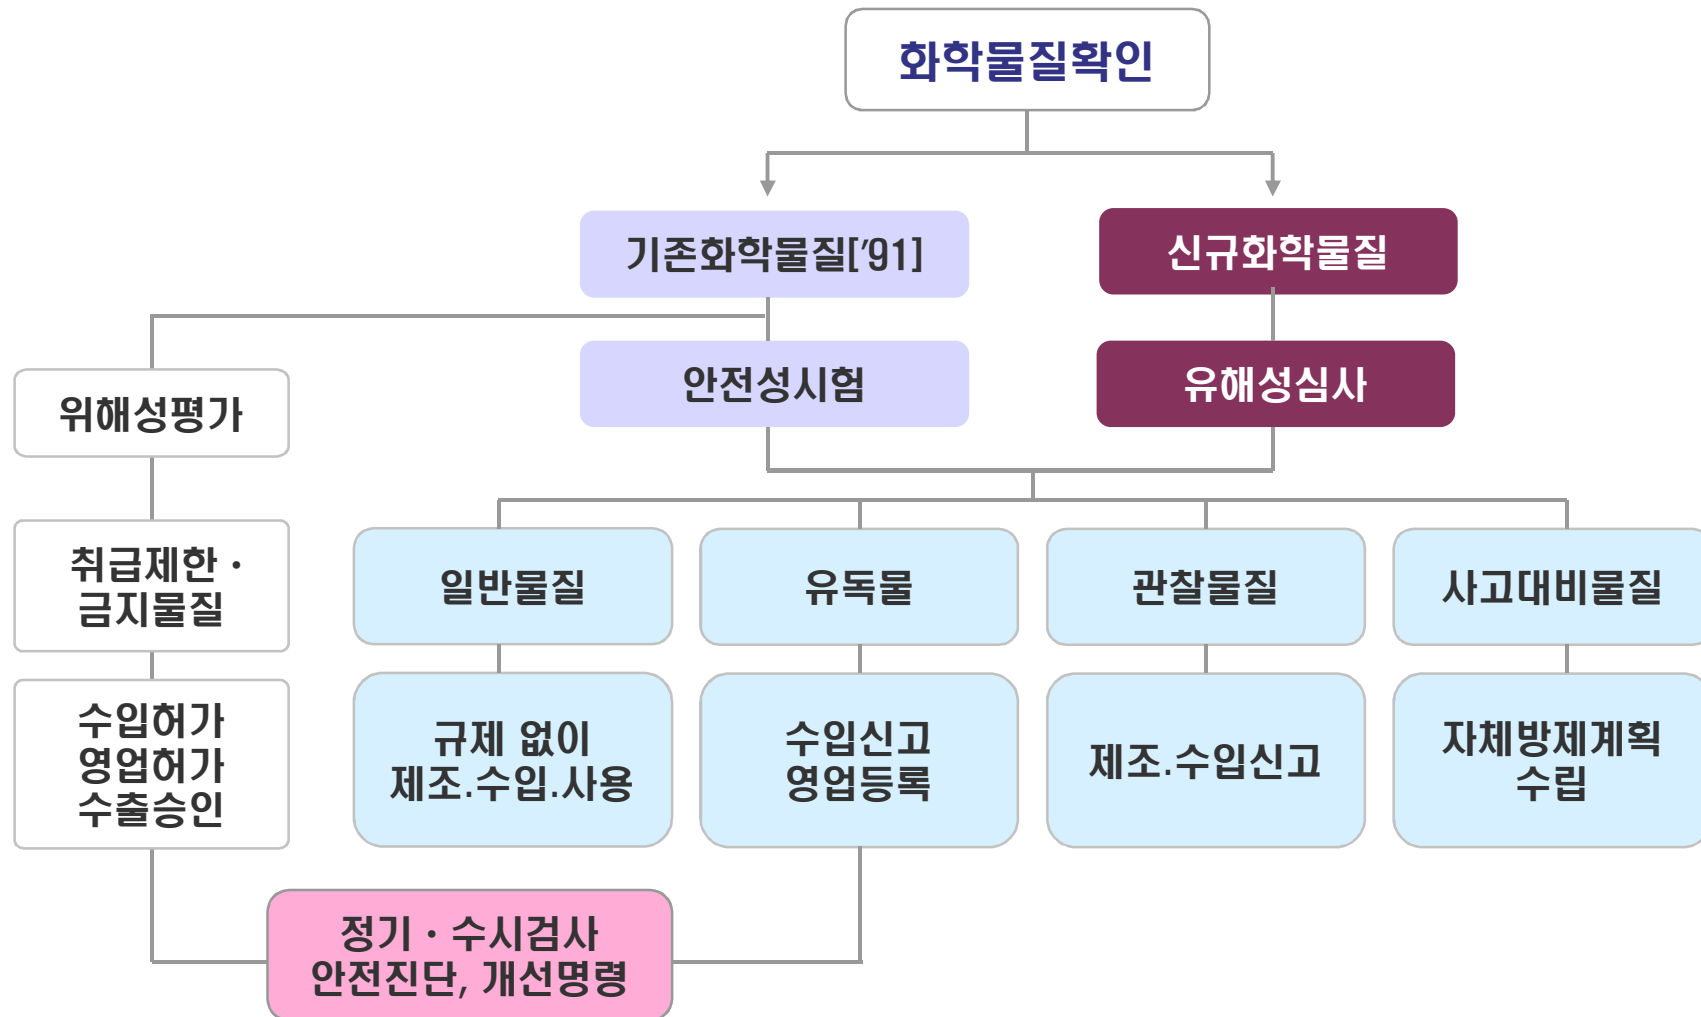 화학물질확인
기존화학물질['91]
신규화학물질
안전성시험
유해성심사
위해성평가
취급제한 ·
금지물질
일반물질
유독물
관찰물질
사고대비물질
수입허가
영업허가
수출승인
규제 없이
제조.수입.사용
수입신고
영업등록
제조.수입신고
자체방제계획
수립
정기 · 수시검사
안전진단, 개선명령